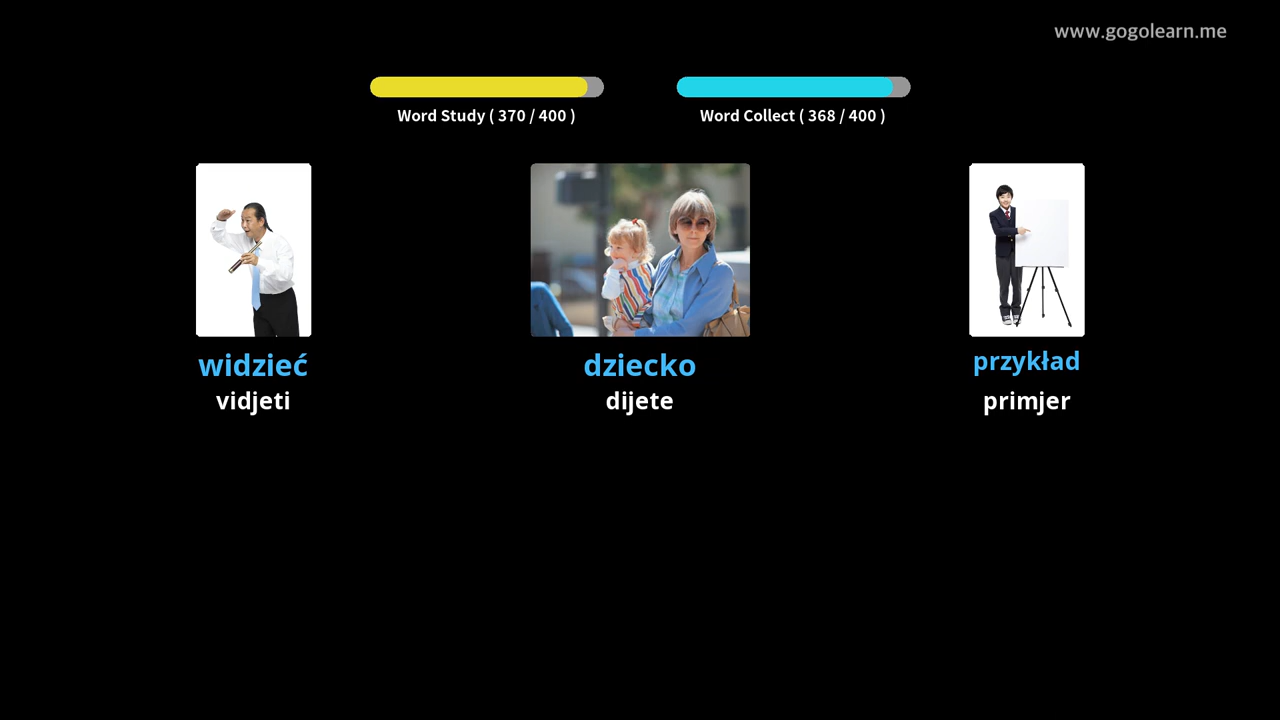 www.gogolearn.me
Word Study ( 370 / 400 )
Word Collect ( 368 / 400 )
widzieć
dziecko
przykład
vidjeti
dijete
primjer